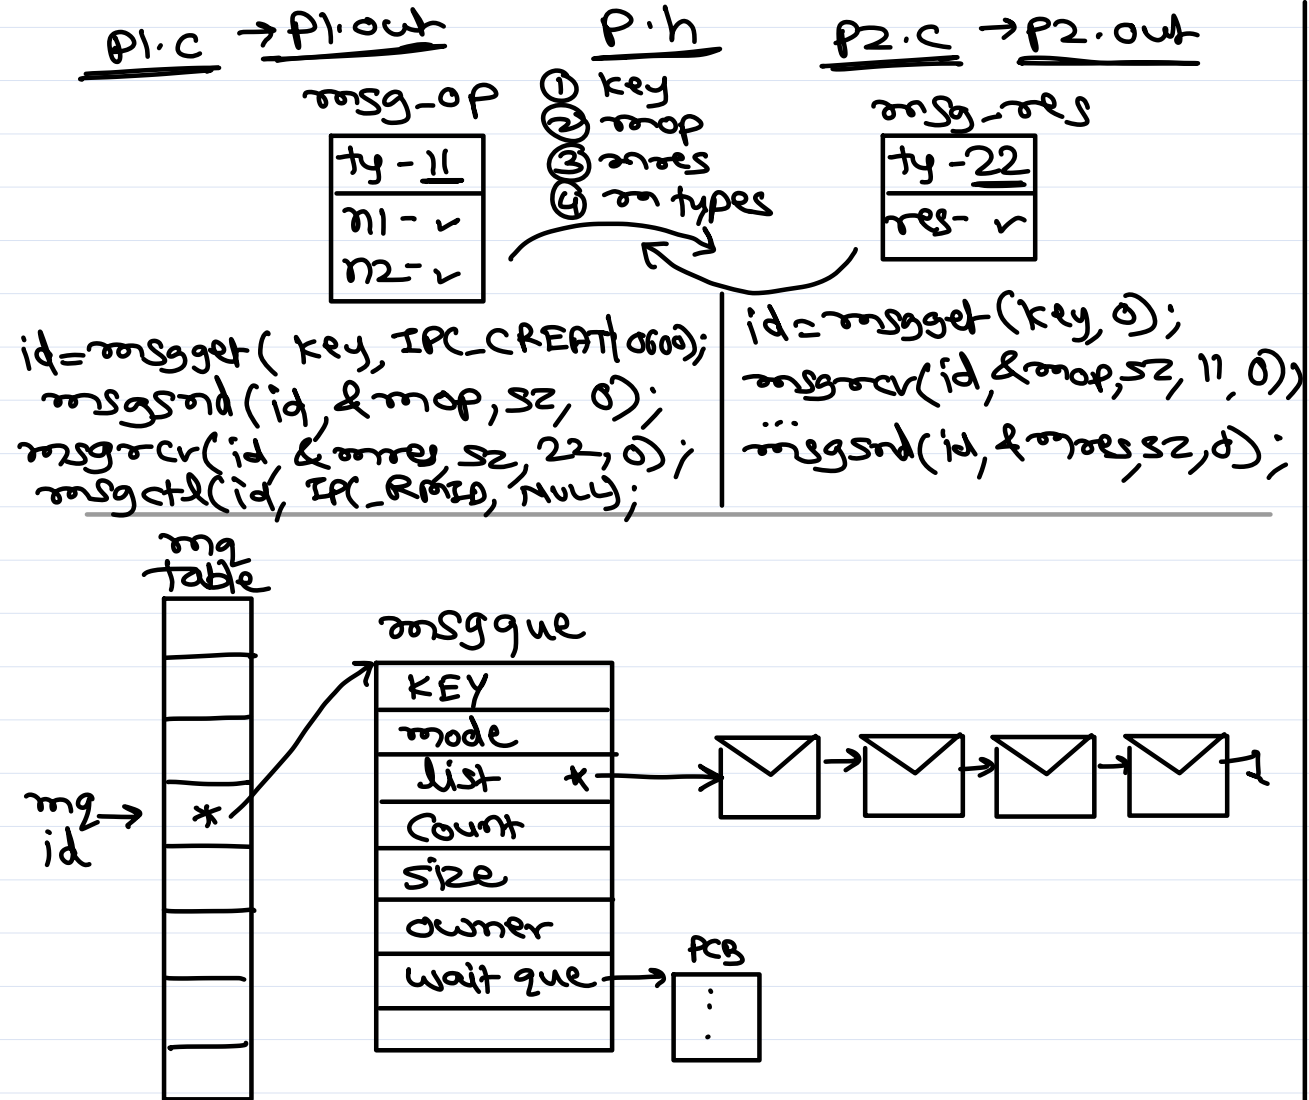 p1.c → p1.out
p.h
p2.c → p2.out
msg_op
ty - 11
n1 - ✓
n2 - ✓
① key
② mop
③ mres
④ m types
msg_res
ty - 22
res - ✓
id=msgget( key, IPC_CREAT|0600);
msgsnd(id, &mop, sz, 0);
msgrcv(id, &mres, sz, 22, 0);
msgctl(id, IPC_RMID, NULL);
id=msgget(key, 0);
msgrcv(id, &mop, sz, 11, 0);
...
msgsnd(id, &mres, sz, 0);
mq
table
mq
id
*
msgque
KEY
mode
list *
count
size
owner
wait que
PCB